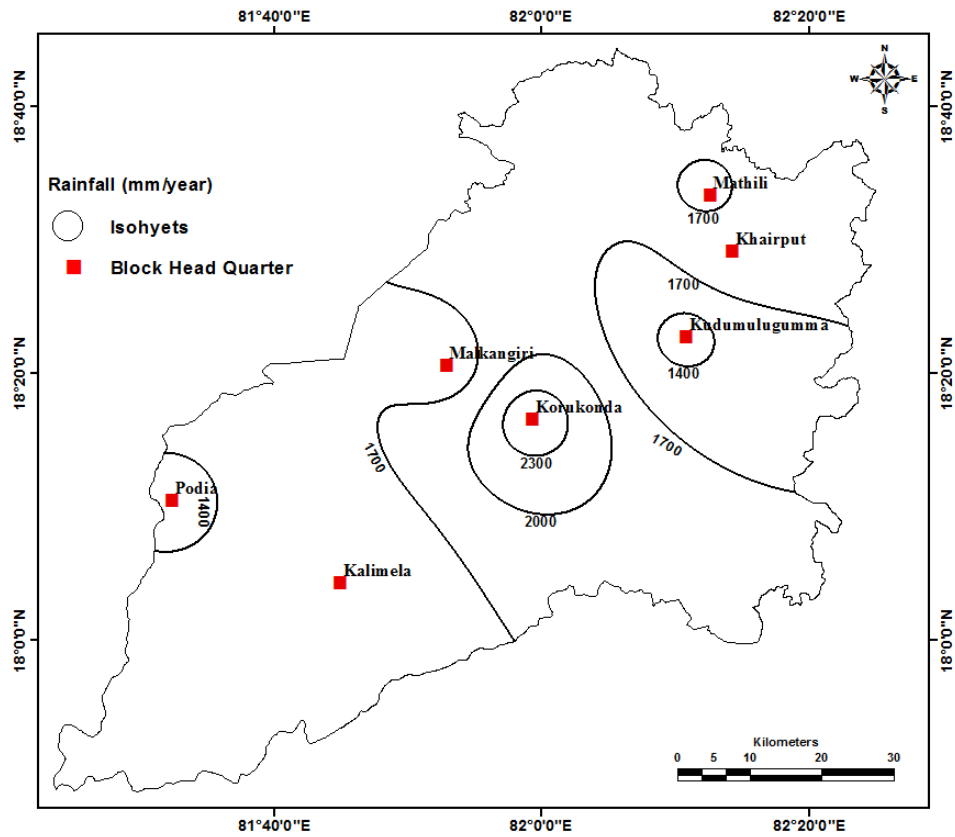 81°40'0"E
82°0'0"E
82°20'0"E
18°40'0"N
18°40'0"N
N
W
E
S
Rainfall (mm/year)
Isohyets
Block Head Quarter
Mathili
1700
Khairput
1700
Kudumulugumma
1400
18°20'0"N
18°20'0"N
Malkangiri
Korukonda
2300
2000
1700
1700
Podia
1400
Kalimela
18°0'0"N
18°0'0"N
Kilometers
0 5 10 20 30
81°40'0"E
82°0'0"E
82°20'0"E